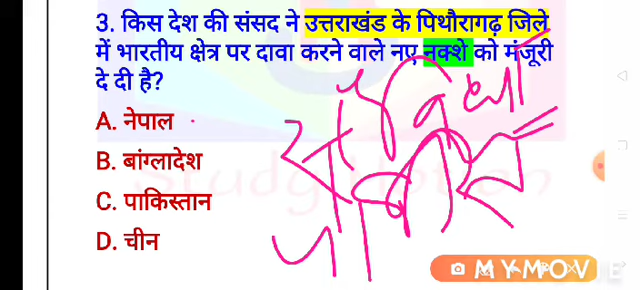 3. किस देश की संसद ने उत्तराखंड के पिथौरागढ़ जिले
में भारतीय क्षेत्र पर दावा करने वाले नए नक्शे को मंजूरी
दे दी है?
A. नेपाल
B. बांग्लादेश
C. पाकिस्तान
D. चीन
MYMOVIE